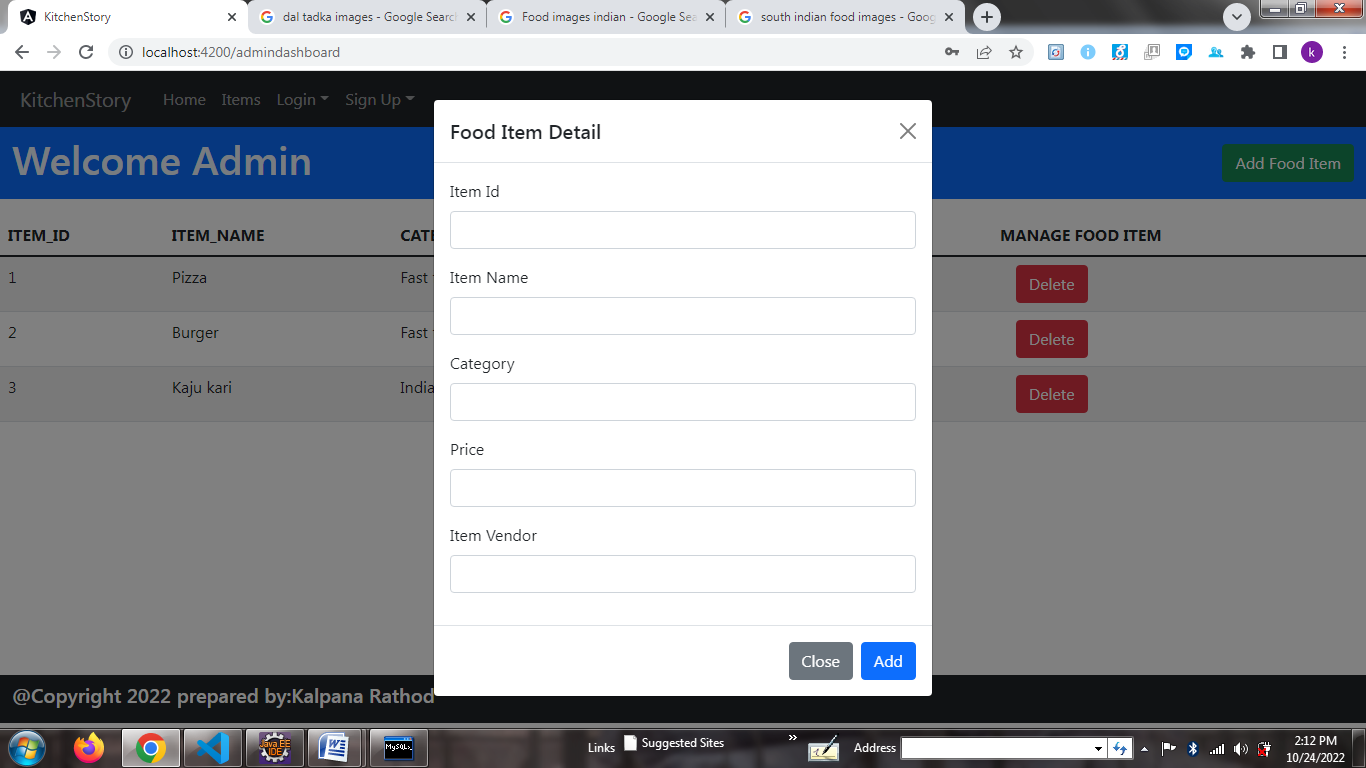 KitchenStory
dal tadka images - Google Search
Food images indian - Google Sea
south indian food images - Goog
localhost:4200/admindashboard
k
KitchenStory Home Items Login Sign Up
Welcome Admin
Add Food Item
Food Item Detail
ITEM_ID ITEM_NAME CATE MANAGE FOOD ITEM
1 Pizza Fast Delete
2 Burger Fast Delete
3 Kaju kari India Delete
Item Id
Item Name
Category
Price
Item Vendor
Close Add
@Copyright 2022 prepared by:Kalpana Rathod
Java EE
IDE
MySQL
Links Suggested Sites » Address
2:12 PM
10/24/2022